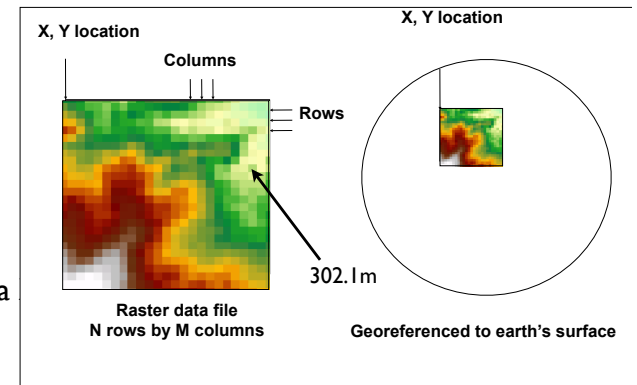 X, Y location
Columns
Rows
302.1m
a
Raster data file
N rows by M columns
X, Y location
Georeferenced to earth's surface